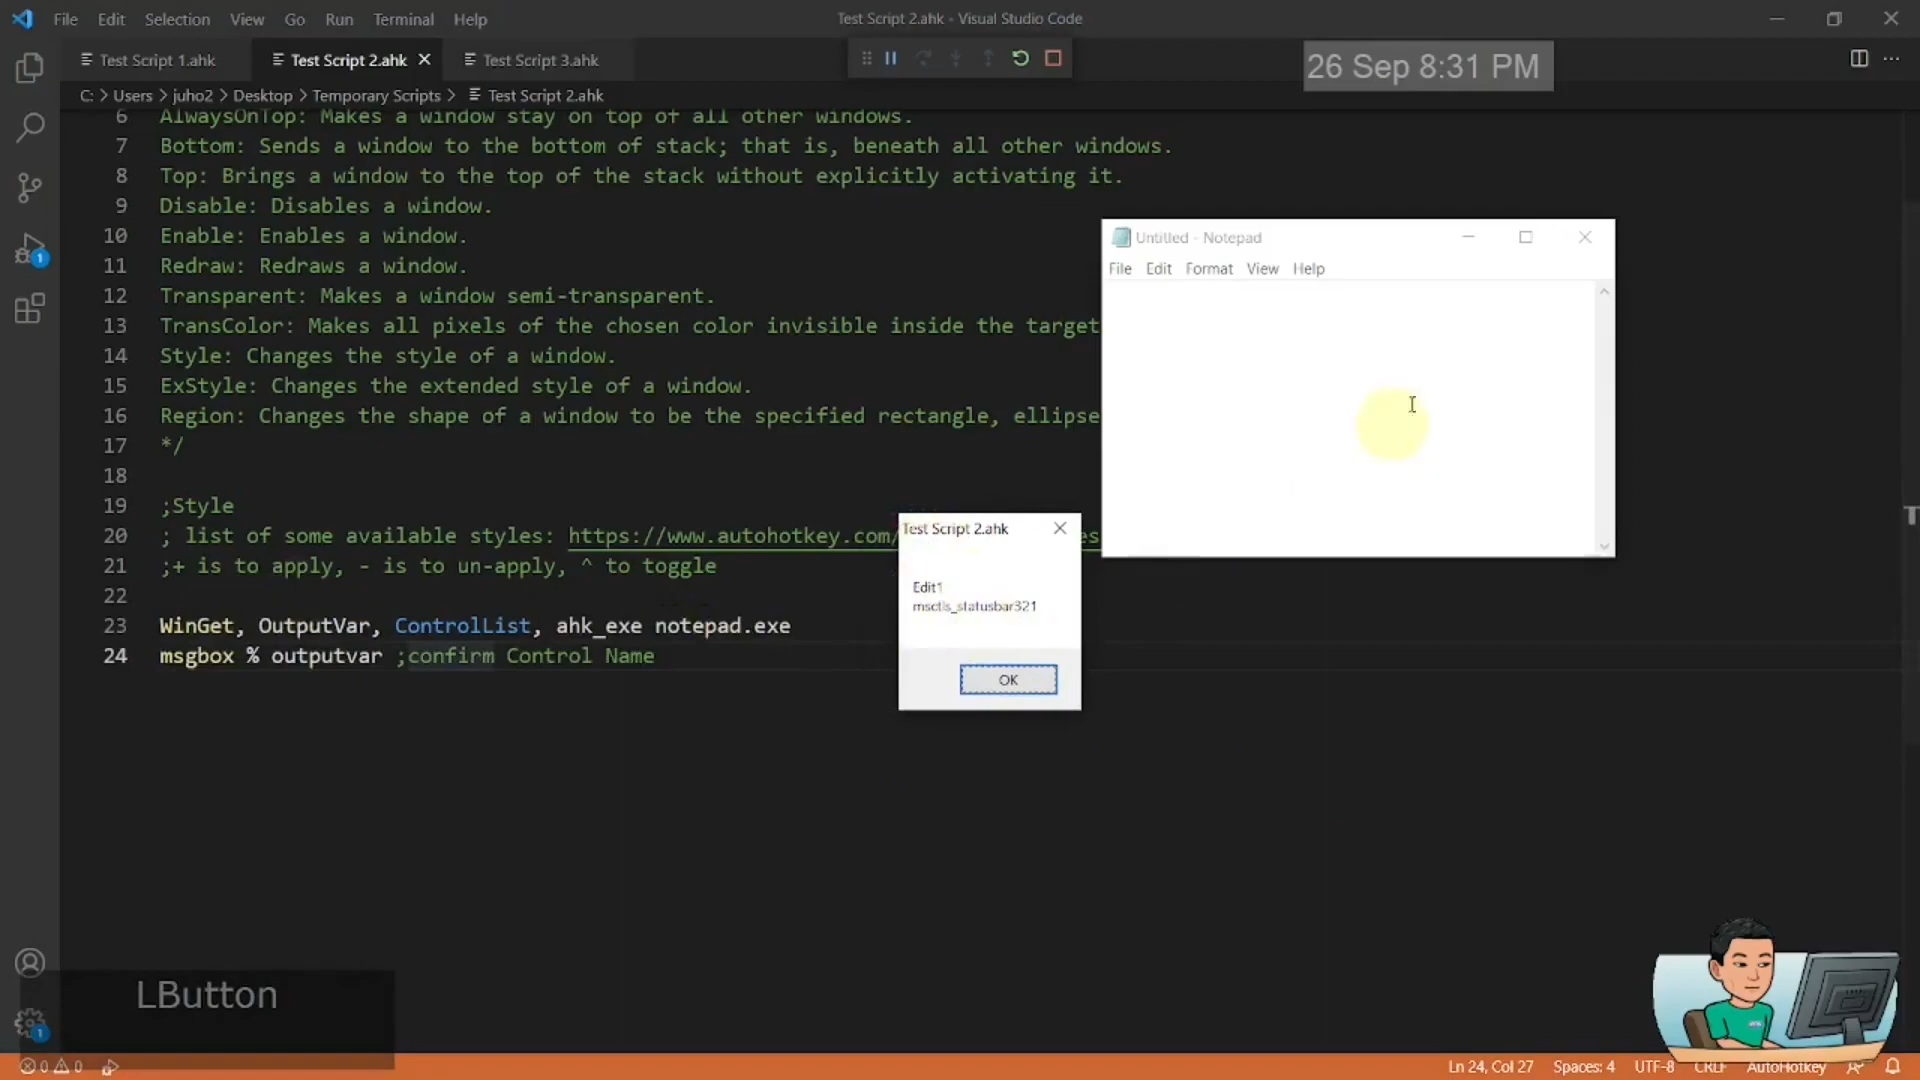 File Edit Selection View Go Run Terminal Help
Test Script 2.ahk - Visual Studio Code
Test Script 1.ahk
Test Script 2.ahk
Test Script 3.ahk
26 Sep 8:31 PM
C: > Users > juho2 > Desktop > Temporary Scripts > Test Script 2.ahk
6 AlwaysOnTop: Makes a window stay on top of all other windows.
7 Bottom: Sends a window to the bottom of stack; that is, beneath all other windows.
8 Top: Brings a window to the top of the stack without explicitly activating it.
9 Disable: Disables a window.
10 Enable: Enables a window.
11 Redraw: Redraws a window.
12 Transparent: Makes a window semi-transparent.
13 TransColor: Makes all pixels of the chosen color invisible inside the target
14 Style: Changes the style of a window.
15 ExStyle: Changes the extended style of a window.
16 Region: Changes the shape of a window to be the specified rectangle, ellipse
17 */
18
19 ;Style
20 ; list of some available styles: https://www.autohotkey.com/ es
21 ;+ is to apply, - is to un-apply, ^ to toggle
22
23 WinGet, OutputVar, ControlList, ahk_exe notepad.exe
24 msgbox % outputvar ;confirm Control Name
Untitled - Notepad
File Edit Format View Help
Test Script 2.ahk
Edit1
msctls_statusbar321
OK
1
LButton
1
0 0
Ln 24, Col 27 Spaces: 4 UTF-8 CRLF AutoHotkey